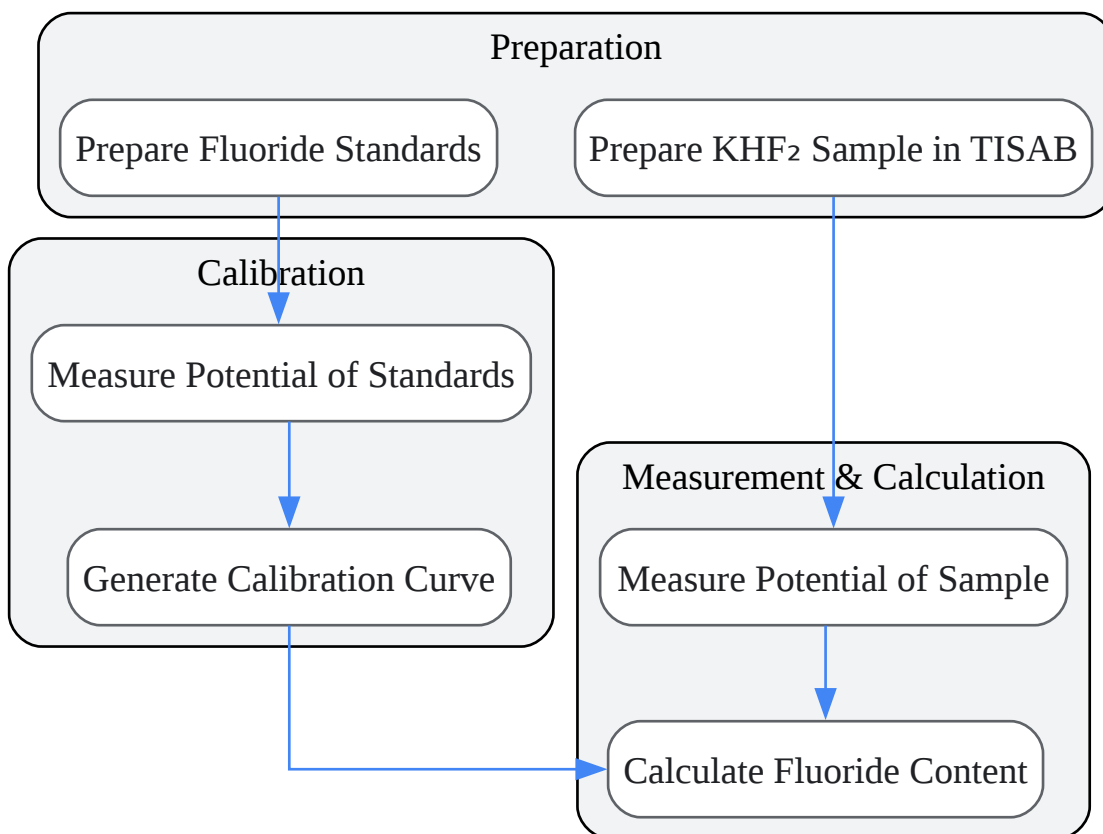 Preparation
Prepare Fluoride Standards
Prepare KHF₂ Sample in TISAB
Calibration
Measure Potential of Standards
Generate Calibration Curve
Measurement & Calculation
Measure Potential of Sample
Calculate Fluoride Content